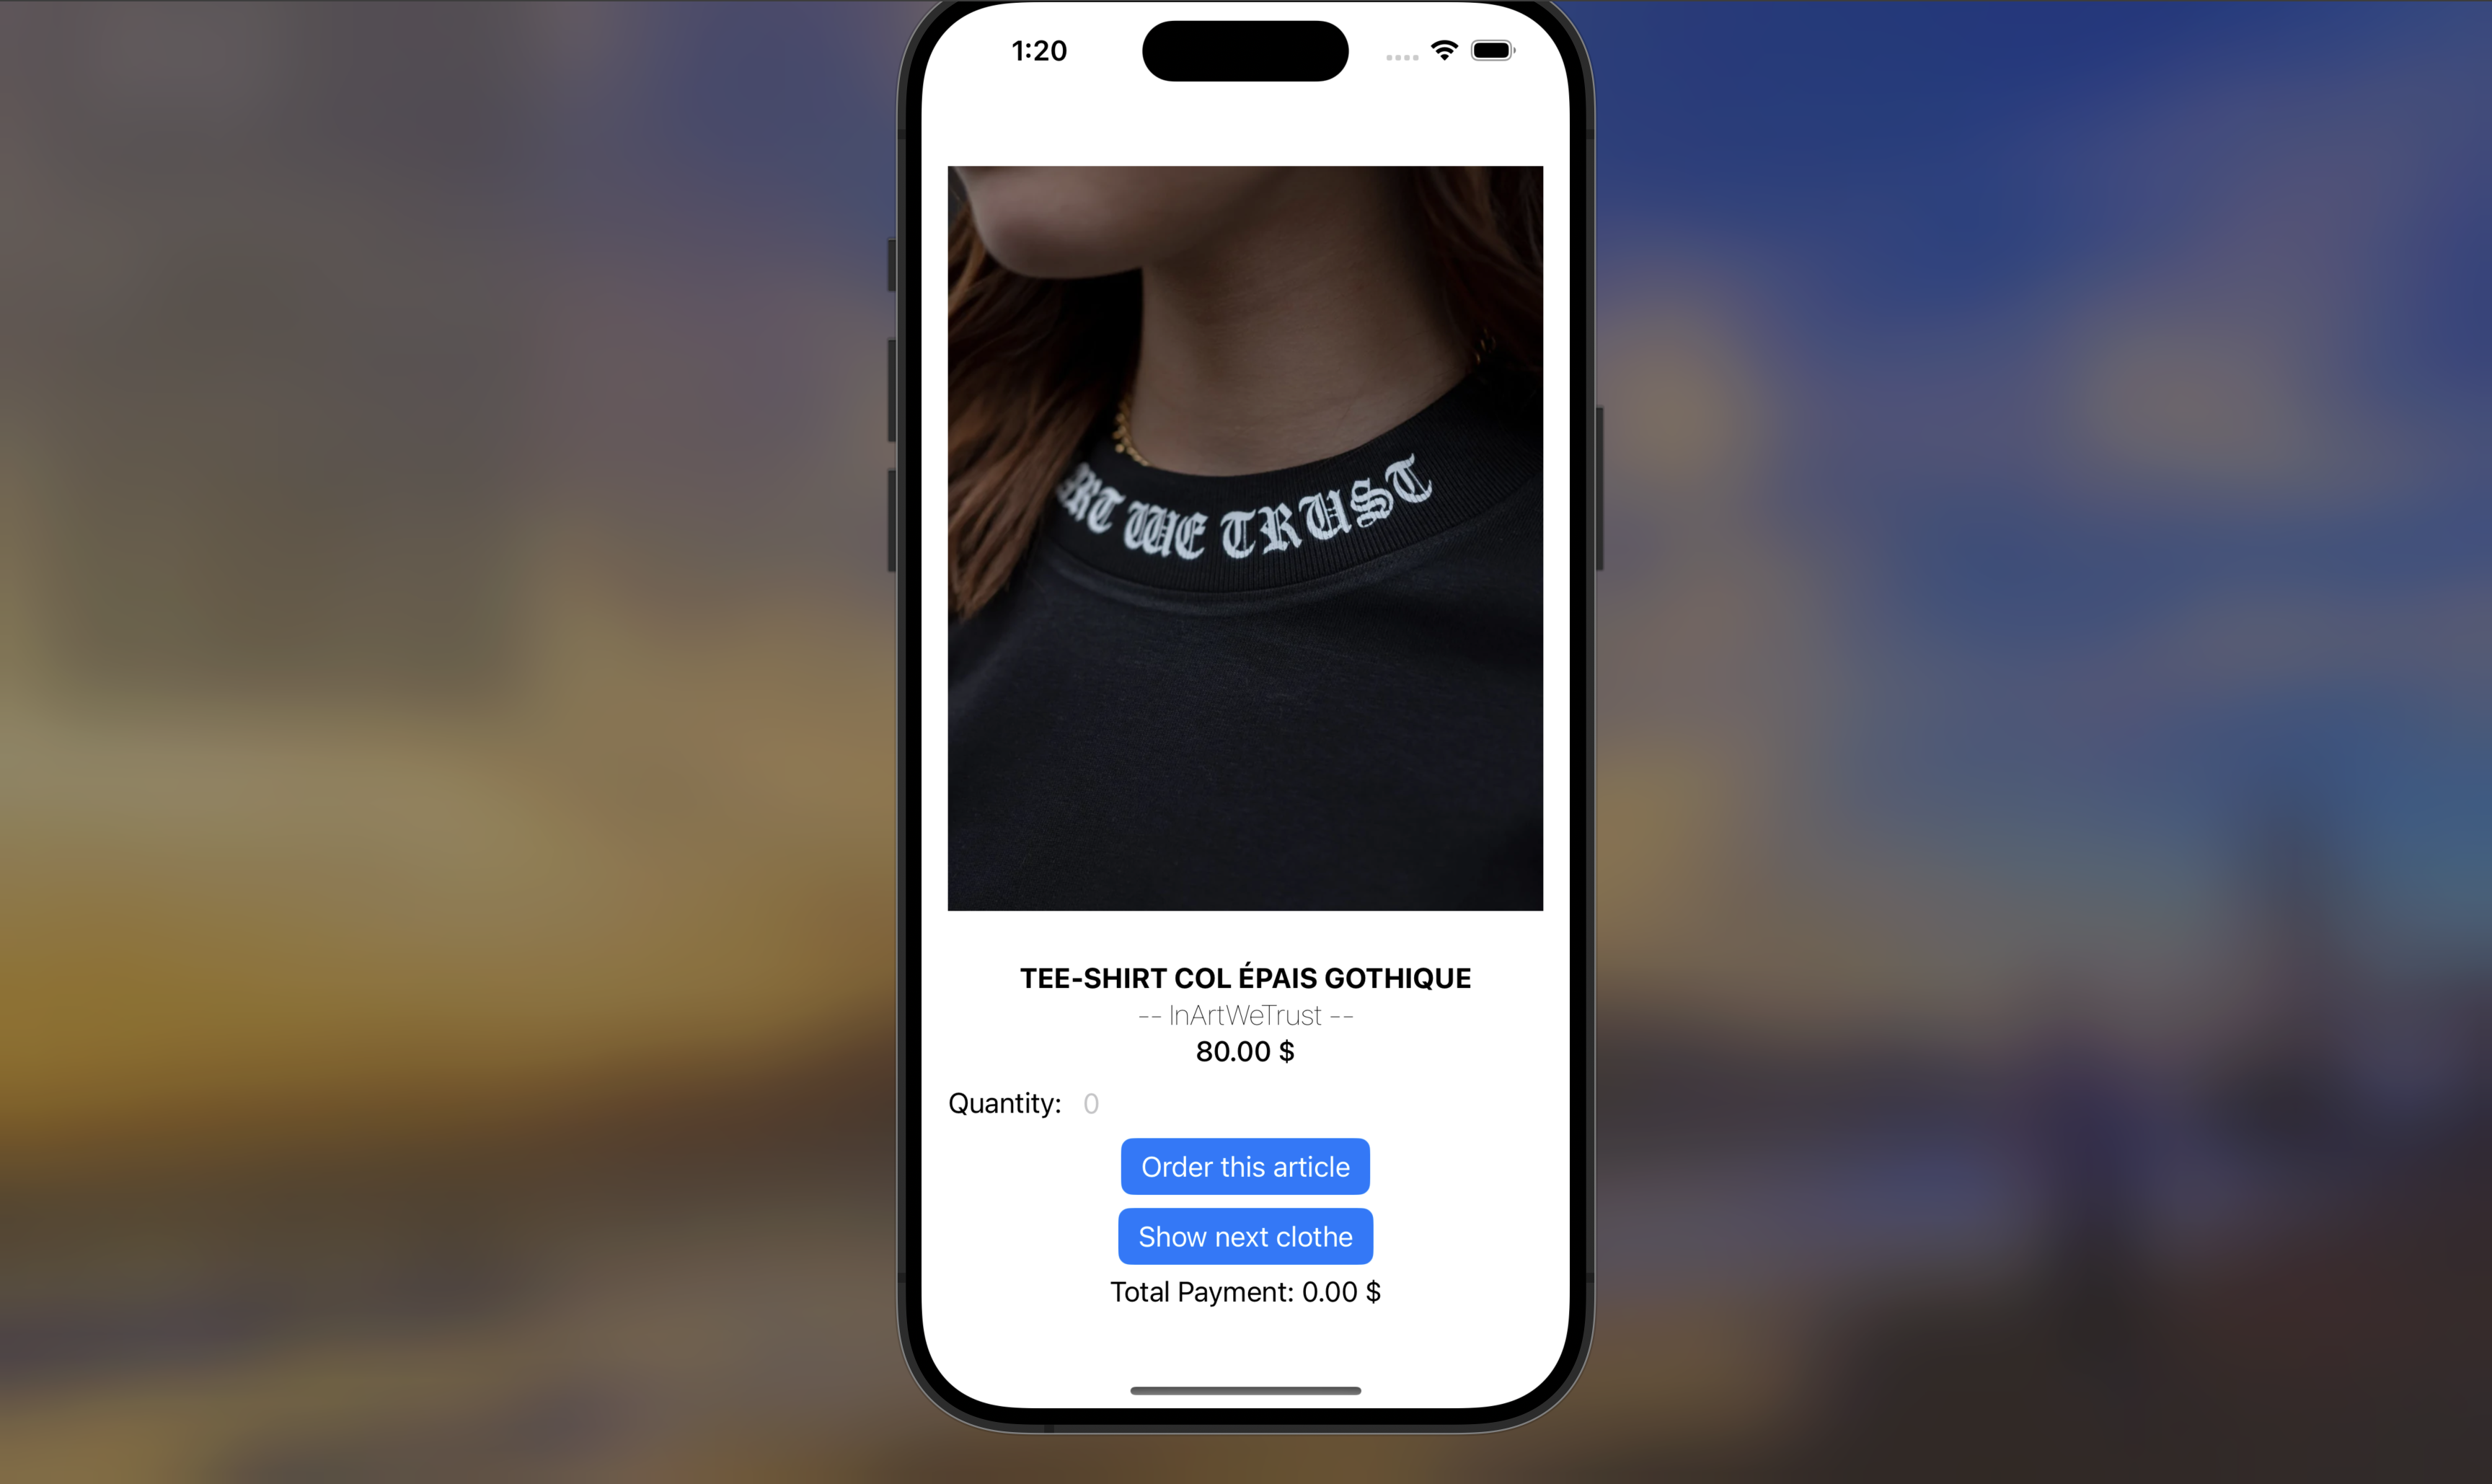 1:20
RT WE TRUST
TEE-SHIRT COL ÉPAIS GOTHIQUE
-- InArtWeTrust --
80.00 $
Quantity: 0
Order this article
Show next clothe
Total Payment: 0.00 $